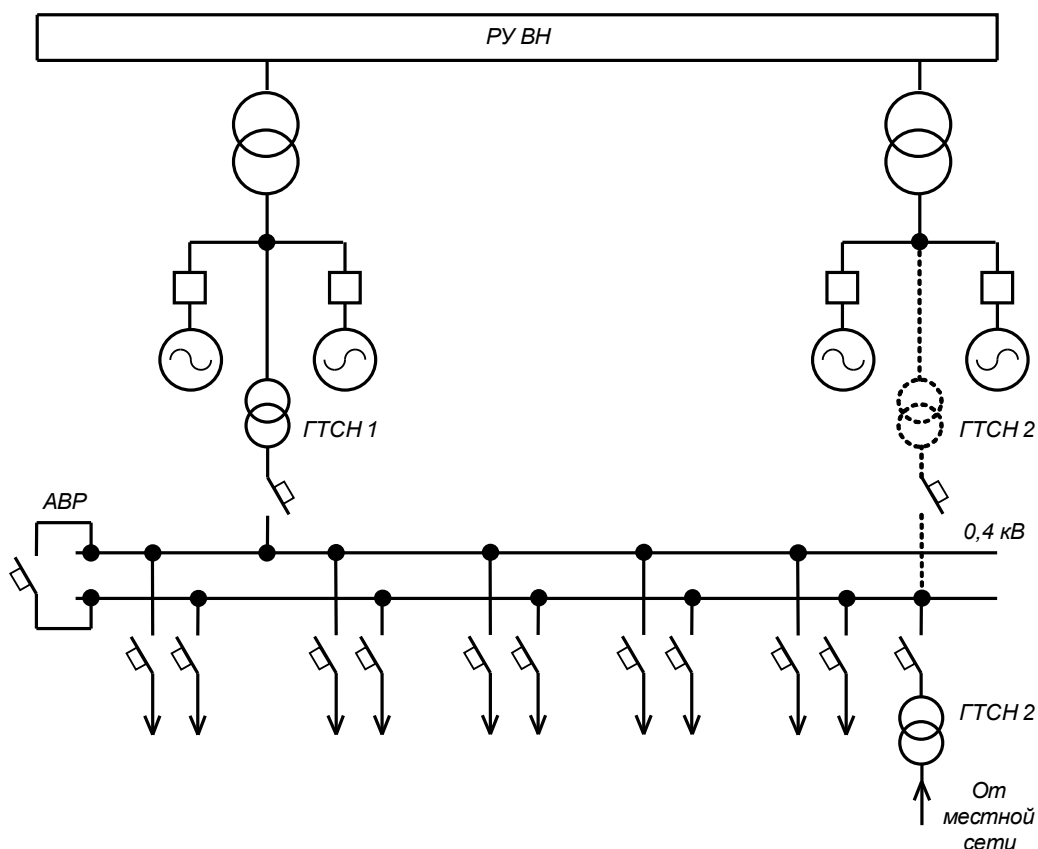 РУ ВН
ГТСН 1
ГТСН 2
АВР
0,4 кВ
ГТСН 2
От
местной
сети